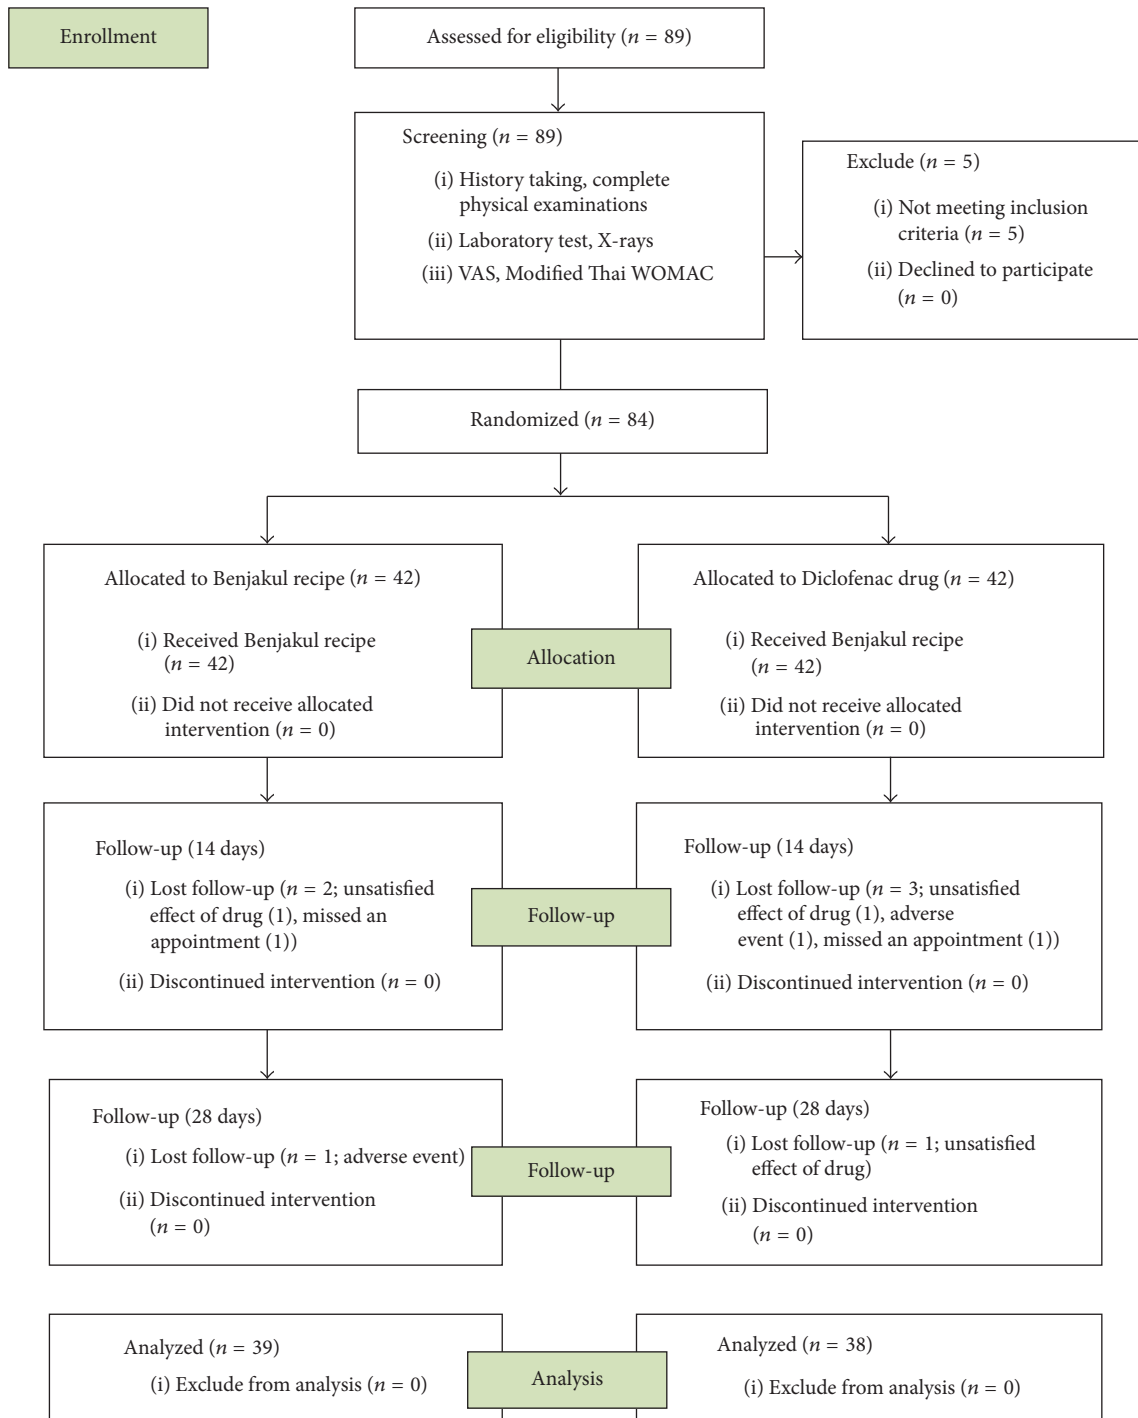 Enrollment
Assessed for eligibility (n = 89)
Screening (n = 89)
(i) History taking, complete
physical examinations
(ii) Laboratory test, X-rays
(iii) VAS, Modified Thai WOMAC
Exclude (n = 5)
(i) Not meeting inclusion
criteria (n = 5)
(ii) Declined to participate
(n = 0)
Randomized (n = 84)
Allocated to Benjakul recipe (n = 42)
(i) Received Benjakul recipe
(n = 42)
(ii) Did not receive allocated
intervention (n = 0)
Allocation
Allocated to Diclofenac drug (n = 42)
(i) Received Benjakul recipe
(n = 42)
(ii) Did not receive allocated
intervention (n = 0)
Follow-up (14 days)
(i) Lost follow-up (n = 2; unsatisfied
effect of drug (1), missed an
appointment (1))
(ii) Discontinued intervention (n = 0)
Follow-up
Follow-up (14 days)
(i) Lost follow-up (n = 3; unsatisfied
effect of drug (1), adverse
event (1), missed an appointment (1))
(ii) Discontinued intervention (n = 0)
Follow-up (28 days)
(i) Lost follow-up (n = 1; adverse event)
(ii) Discontinued intervention
(n = 0)
Follow-up
Follow-up (28 days)
(i) Lost follow-up (n = 1; unsatisfied
effect of drug)
(ii) Discontinued intervention
(n = 0)
Analyzed (n = 39)
(i) Exclude from analysis (n = 0)
Analysis
Analyzed (n = 38)
(i) Exclude from analysis (n = 0)